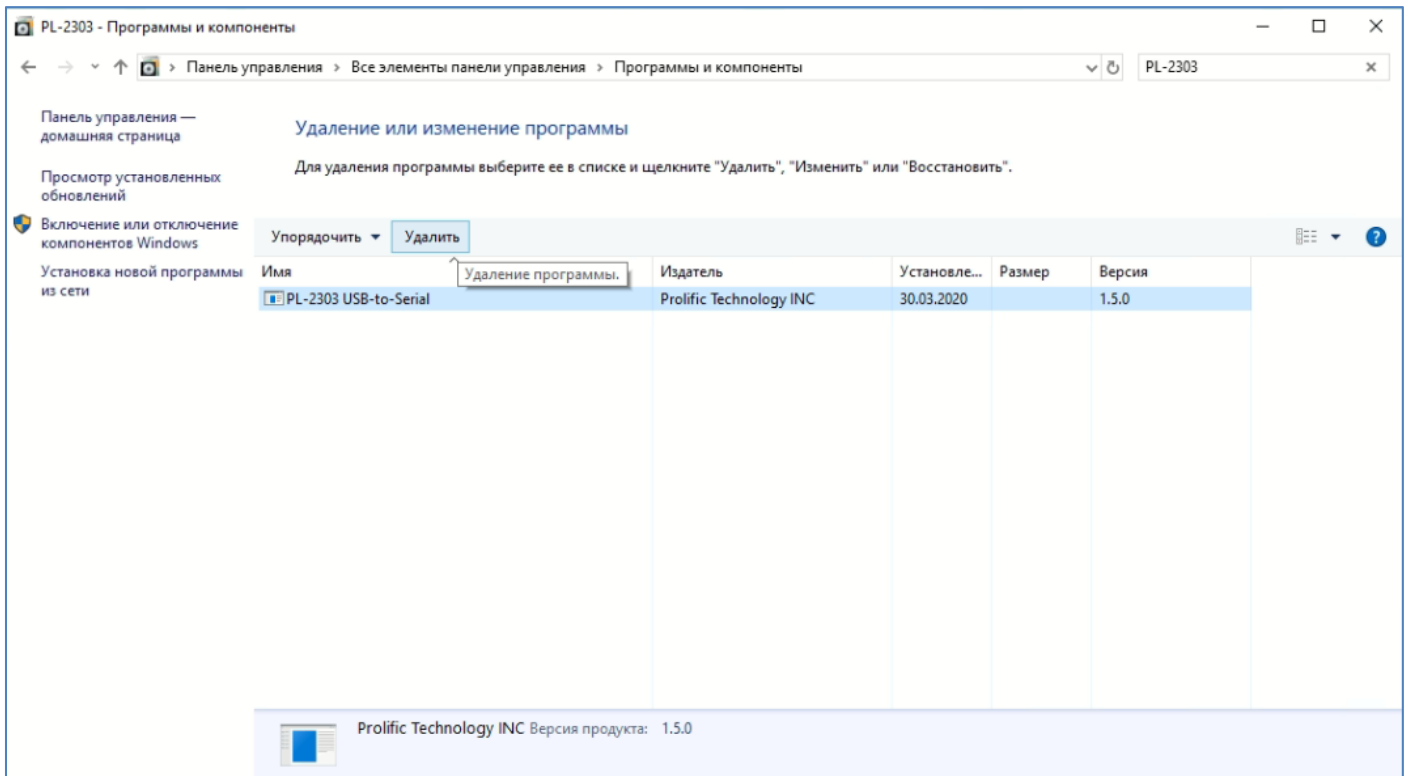 PL-2303 - Программы и компоненты
Панель управления > Все элементы панели управления > Программы и компоненты
PL-2303
Панель управления —
домашняя страница
Просмотр установленных
обновлений
Включение или отключение
компонентов Windows
Установка новой программы
из сети
Удаление или изменение программы
Для удаления программы выберите ее в списке и щелкните "Удалить", "Изменить" или "Восстановить".
Упорядочить Удалить
Имя Издатель Установле... Размер Версия
Удаление программы.
PL-2303 USB-to-Serial Prolific Technology INC 30.03.2020 1.5.0
Prolific Technology INC Версия продукта: 1.5.0